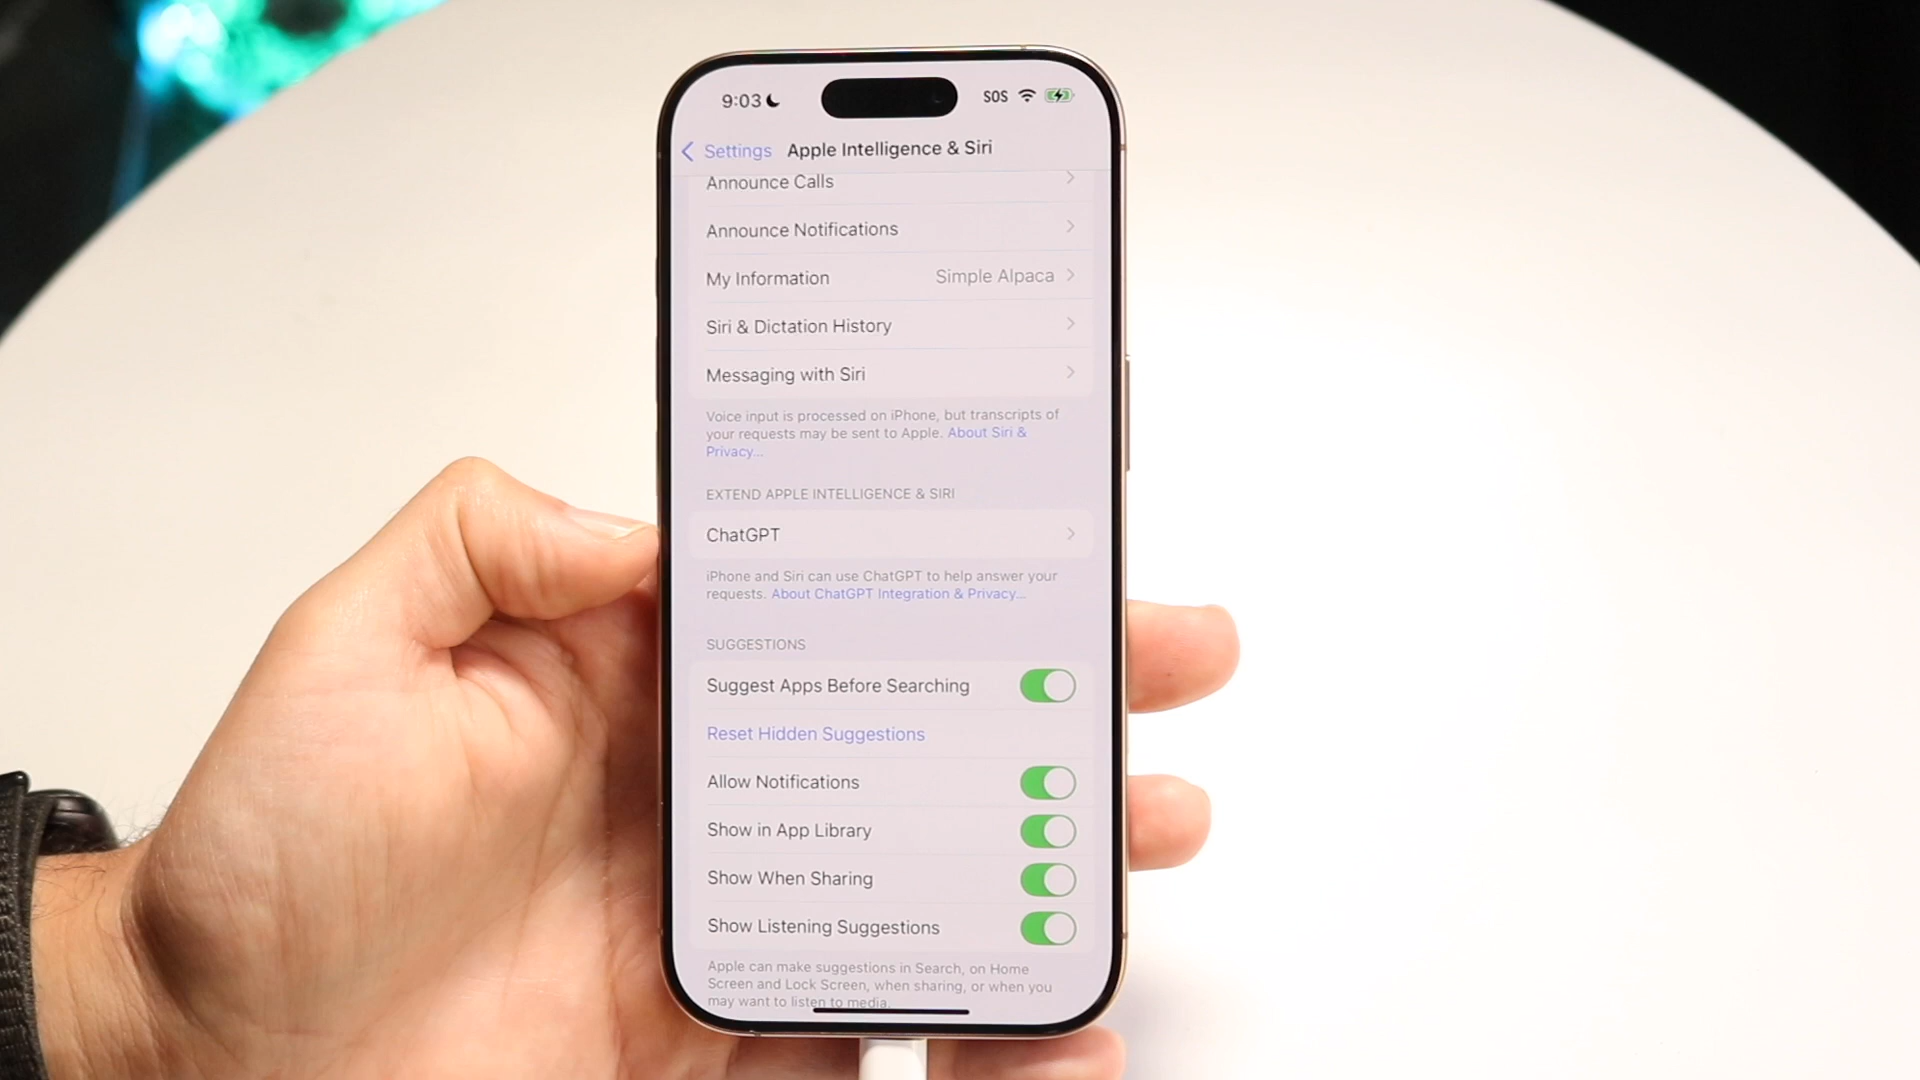 9:03
SOS
Settings Apple Intelligence & Siri
Announce Calls
Announce Notifications
My Information Simple Alpaca
Siri & Dictation History
Messaging with Siri
Voice input is processed on iPhone, but transcripts of
your requests may be sent to Apple. About Siri &
Privacy...
EXTEND APPLE INTELLIGENCE & SIRI
ChatGPT
iPhone and Siri can use ChatGPT to help answer your
requests. About ChatGPT Integration & Privacy...
SUGGESTIONS
Suggest Apps Before Searching
Reset Hidden Suggestions
Allow Notifications
Show in App Library
Show When Sharing
Show Listening Suggestions
Apple can make suggestions in Search, on Home
Screen and Lock Screen, when sharing, or when you
may want to listen to media.